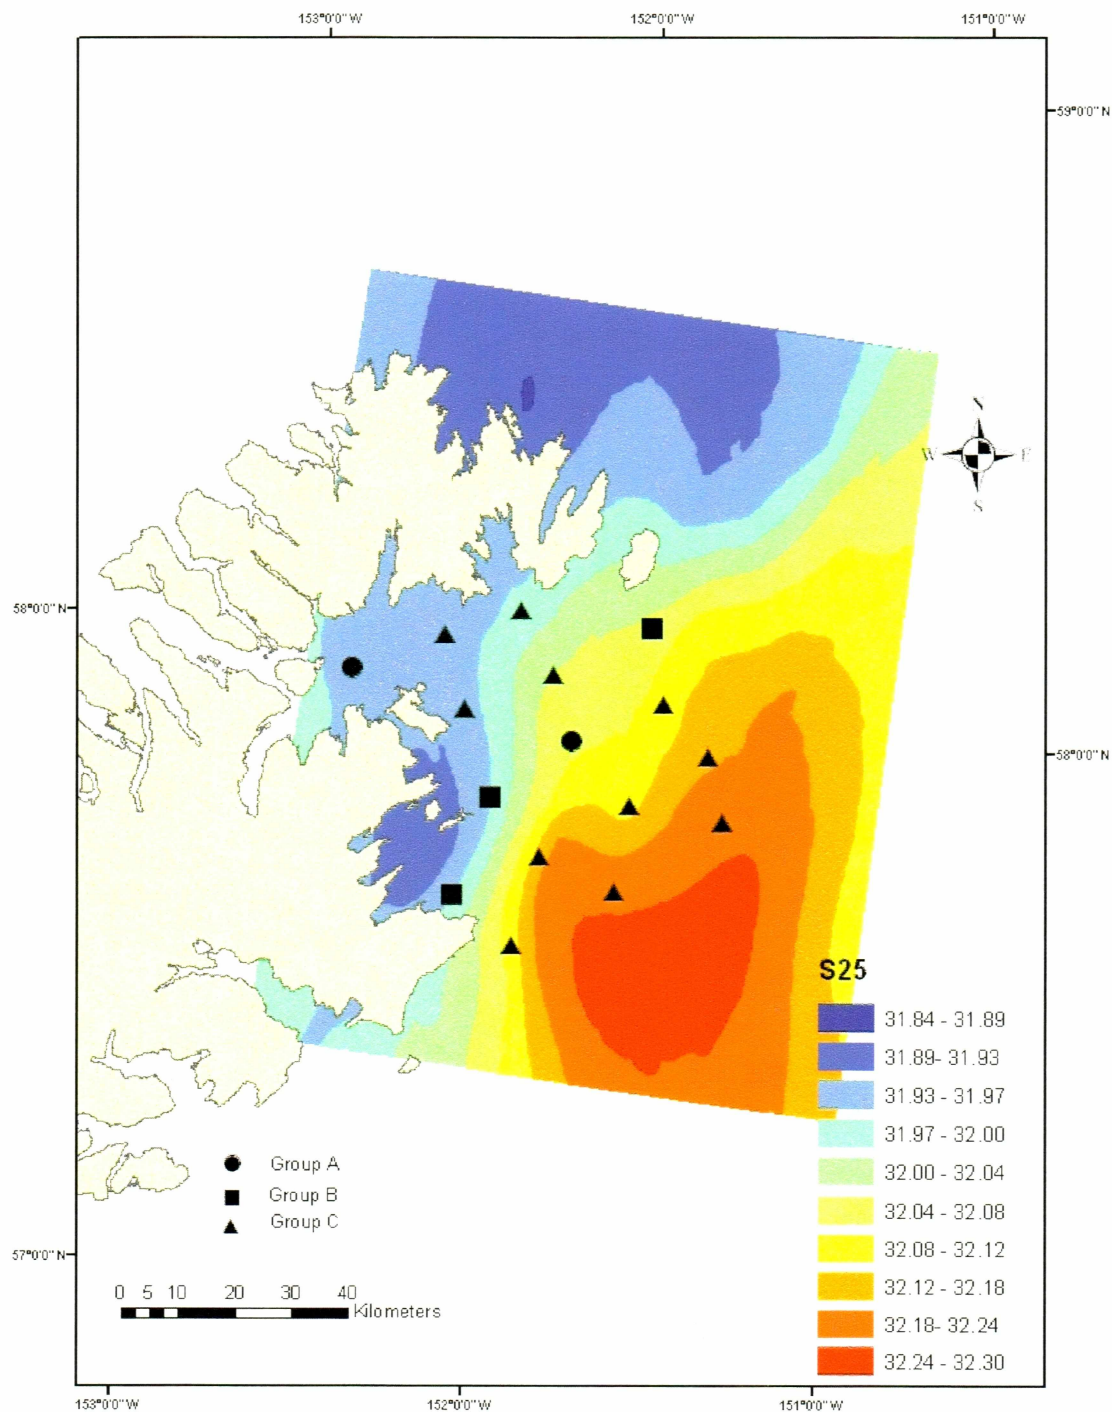 153°0'0"W 152°0'0"W 151°0'0"W
59°0'0"N
N
W E
S
58°0'0"N
58°0'0"N
S25
31.84 - 31.89
31.89- 31.93
31.93 - 31.97
31.97 - 32.00
32.00 - 32.04
32.04 - 32.08
32.08 - 32.12
32.12 - 32.18
32.18- 32.24
32.24 - 32.30
Group A
Group B
Group C
57°0'0"N
0 5 10 20 30 40
Kilometers
153°0'0"W 152°0'0"W 151°0'0"W